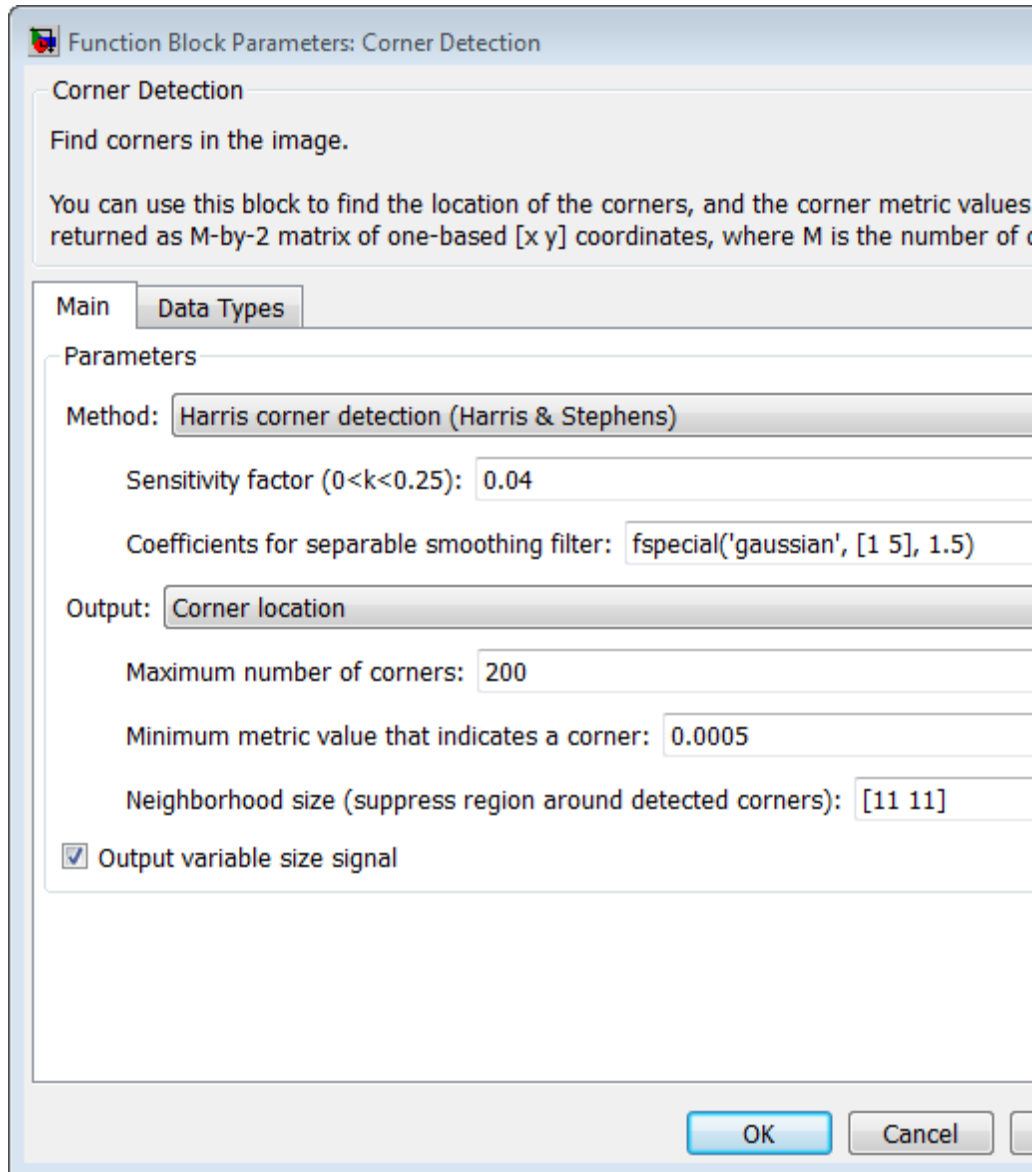 Function Block Parameters: Corner Detection
Corner Detection
Find corners in the image.
You can use this block to find the location of the corners, and the corner metric values
returned as M-by-2 matrix of one-based [x y] coordinates, where M is the number of
Main Data Types
Parameters
Method: Harris corner detection (Harris & Stephens)
Sensitivity factor (0<k<0.25): 0.04
Coefficients for separable smoothing filter: fspecial('gaussian', [1 5], 1.5)
Output: Corner location
Maximum number of corners: 200
Minimum metric value that indicates a corner: 0.0005
Neighborhood size (suppress region around detected corners): [11 11]
Output variable size signal
OK Cancel